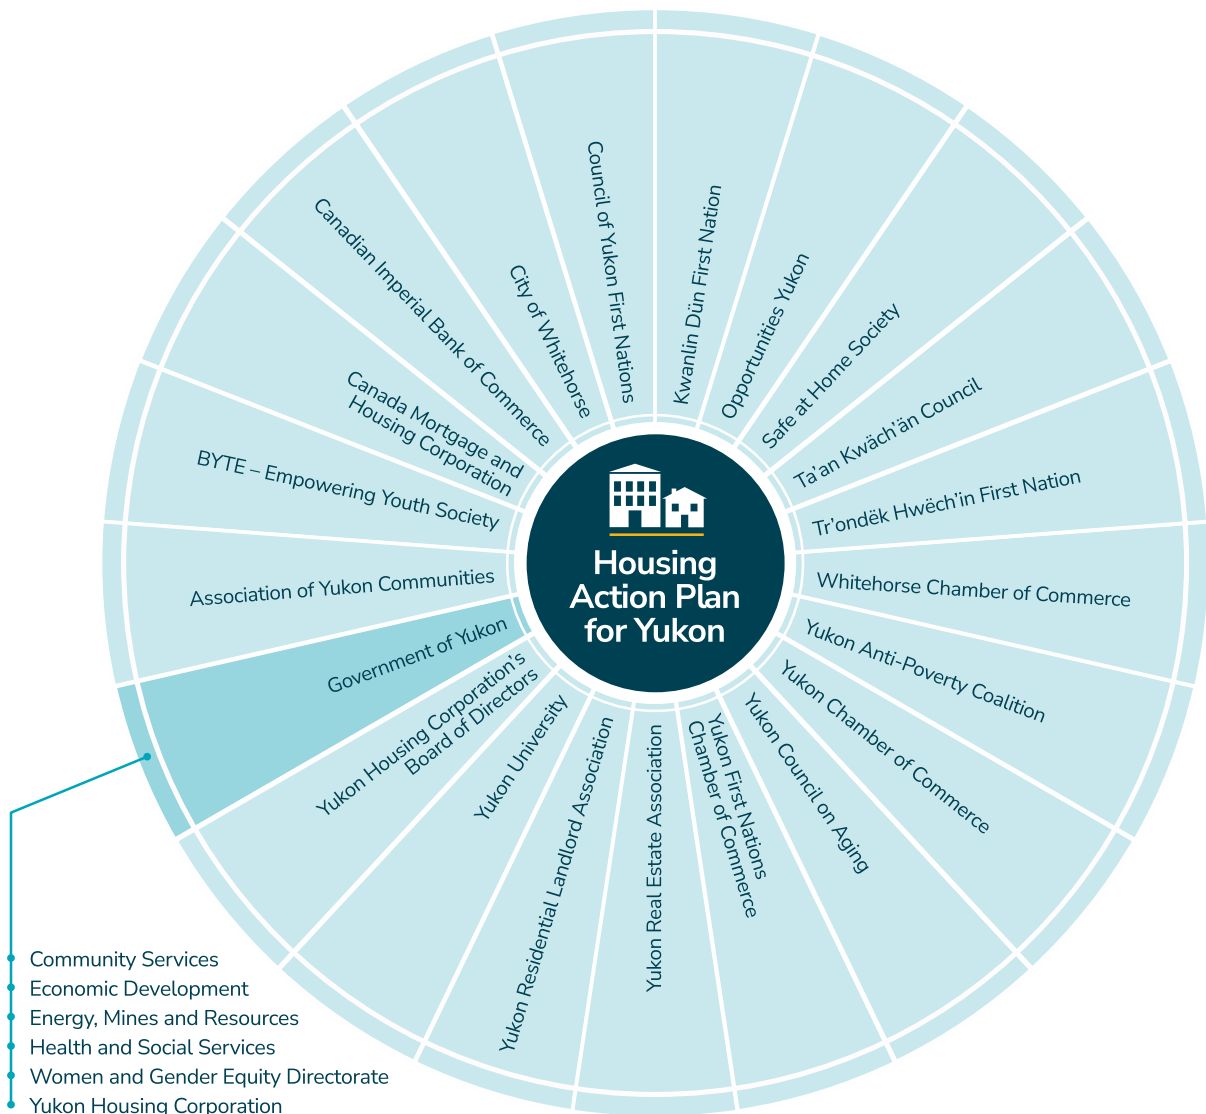 Housing
Action Plan
for Yukon
Council of Yukon First Nations
Kwanlin Dün First Nation
Opportunities Yukon
Safe at Home Society
Ta'an Kwäch'än Council
Tr'ondëk Hwëch'in First Nation
Whitehorse Chamber of Commerce
Yukon Anti-Poverty Coalition
Yukon Chamber of Commerce
Yukon Council on Aging
Yukon First Nations
Chamber of Commerce
Yukon Real Estate Association
Yukon Residential Landlord Association
Yukon University
Yukon Housing Corporation's
Board of Directors
Government of Yukon
Association of Yukon Communities
BYTE – Empowering Youth Society
Canada Mortgage and
Housing Corporation
Canadian Imperial Bank of Commerce
City of Whitehorse
Community Services
Economic Development
Energy, Mines and Resources
Health and Social Services
Women and Gender Equity Directorate
Yukon Housing Corporation